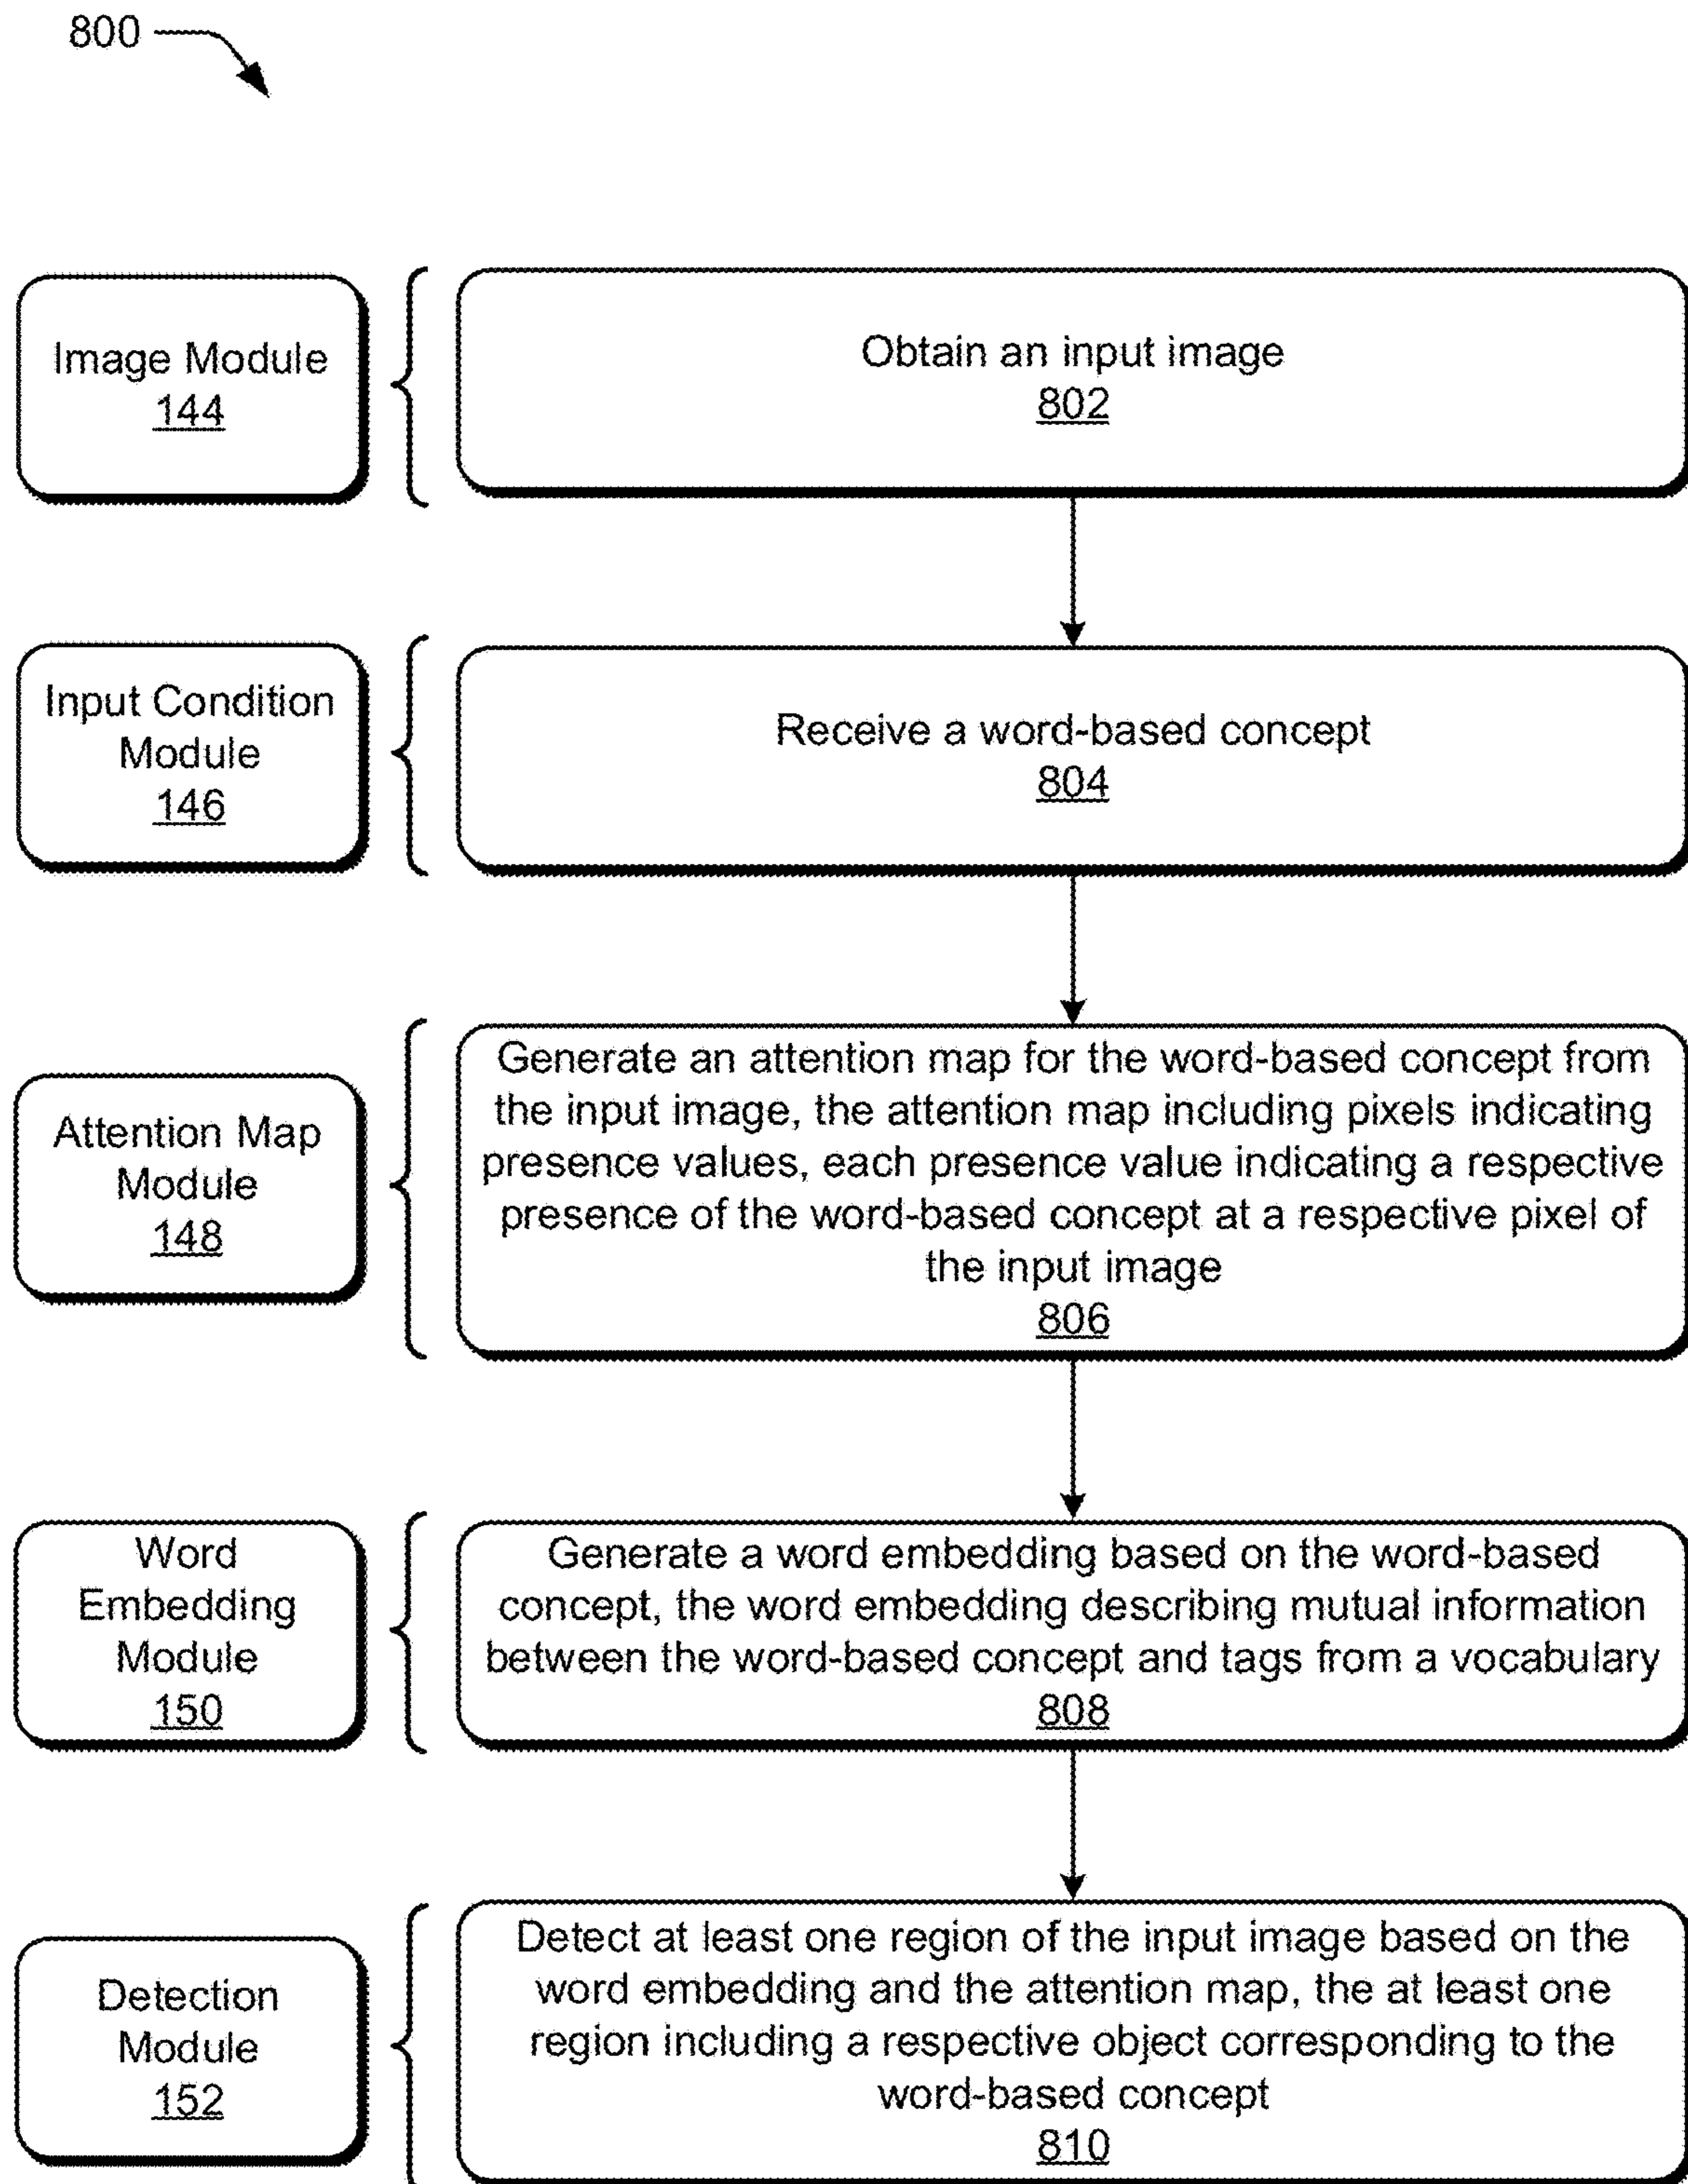 800
Image Module
144
Obtain an input image
802
Input Condition
Module
146
Receive a word-based concept
804
Attention Map
Module
148
Generate an attention map for the word-based concept from
the input image, the attention map including pixels indicating
presence values, each presence value indicating a respective
presence of the word-based concept at a respective pixel of
the input image
806
Word
Embedding
Module
150
Generate a word embedding based on the word-based
concept, the word embedding describing mutual information
between the word-based concept and tags from a vocabulary
808
Detection
Module
152
Detect at least one region of the input image based on the
word embedding and the attention map, the at least one
region including a respective object corresponding to the
word-based concept
810